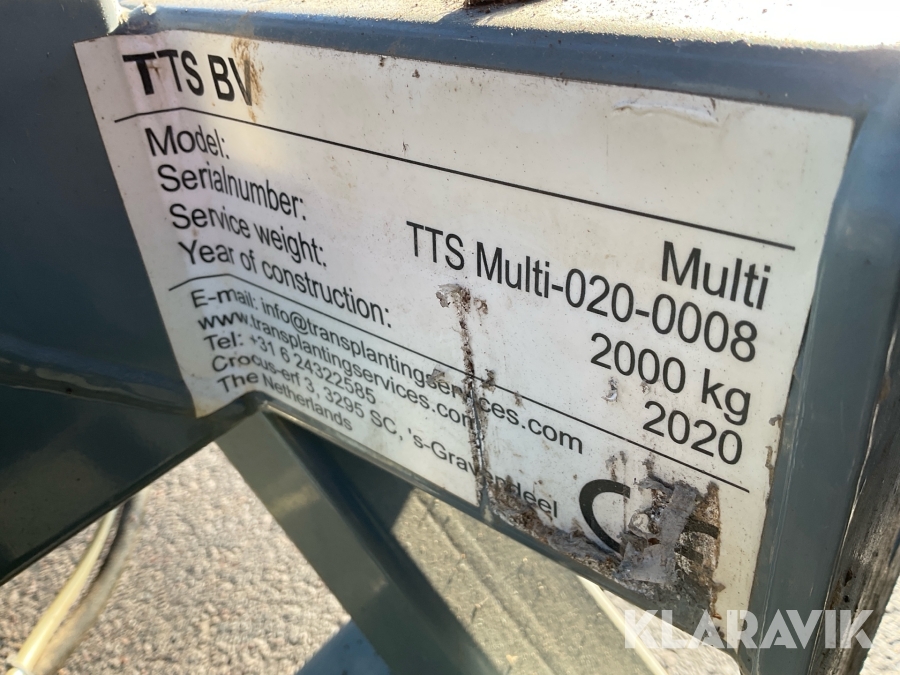 TTS BV
Model: Multi
Serialnumber: TTS Multi-020-0008
Service weight: 2000 kg
Year of construction: 2020
E-mail: info@transplantingservices.com
www.transplantingservices.com
Tel: +31 6 24322585
Crocus-erf 3, 3295 SC, 's-Gravendeel
The Netherlands
KLARAVIK